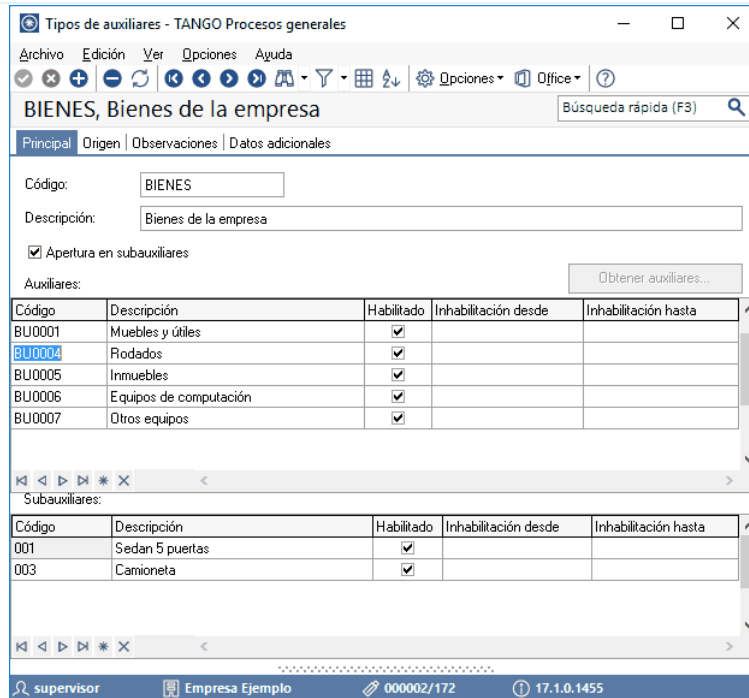 Tipos de auxiliares - TANGO Procesos generales
Archivo Edición Ver Opciones Ayuda
Opciones Office
BIENES, Bienes de la empresa Búsqueda rápida (F3)
Principal Origen Observaciones Datos adicionales
Código: BIENES
Descripción: Bienes de la empresa
Apertura en subauxiliares
Obtener auxiliares...
Auxiliares:
Código Descripción Habilitado Inhabilitación desde Inhabilitación hasta
BU0001 Muebles y útiles
BU0004 Rodados
BU0005 Inmuebles
BU0006 Equipos de computación
BU0007 Otros equipos
Subauxiliares:
Código Descripción Habilitado Inhabilitación desde Inhabilitación hasta
001 Sedan 5 puertas
003 Camioneta
supervisor Empresa Ejemplo 000002/172 17.1.0.1455